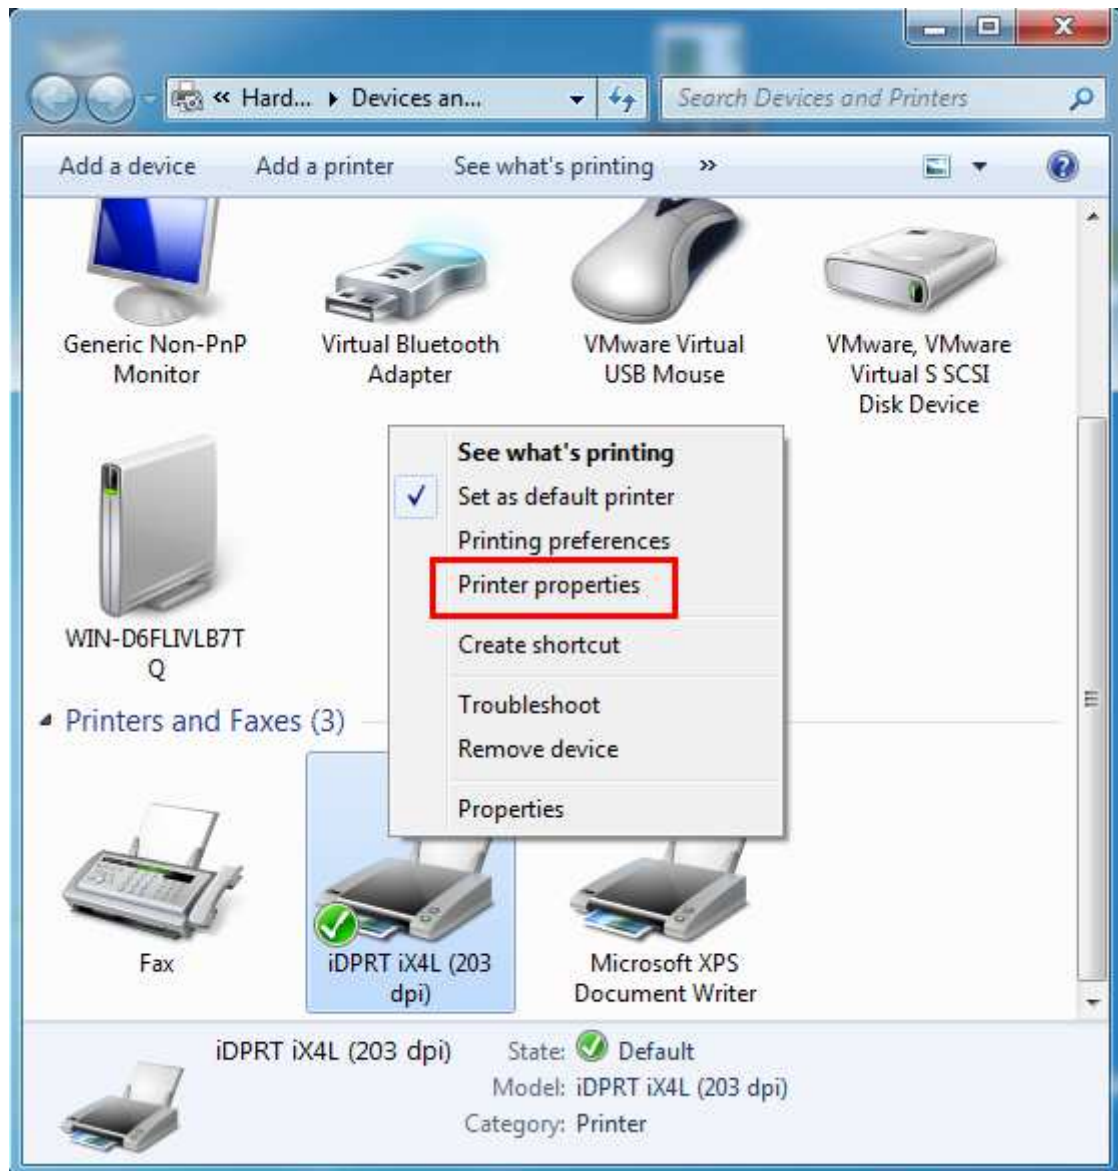 « Hard... ▸ Devices an...
Search Devices and Printers
Add a device
Add a printer
See what's printing
»
Generic Non-PnP
Monitor
Virtual Bluetooth
Adapter
VMware Virtual
USB Mouse
VMware, VMware
Virtual S SCSI
Disk Device
WIN-D6FLIVLB7T
Q
See what's printing
Set as default printer
Printing preferences
Printer properties
Create shortcut
Troubleshoot
Remove device
Properties
Printers and Faxes (3)
Fax
iDPRT iX4L (203
dpi)
Microsoft XPS
Document Writer
iDPRT iX4L (203 dpi)
State: Default
Model: iDPRT iX4L (203 dpi)
Category: Printer